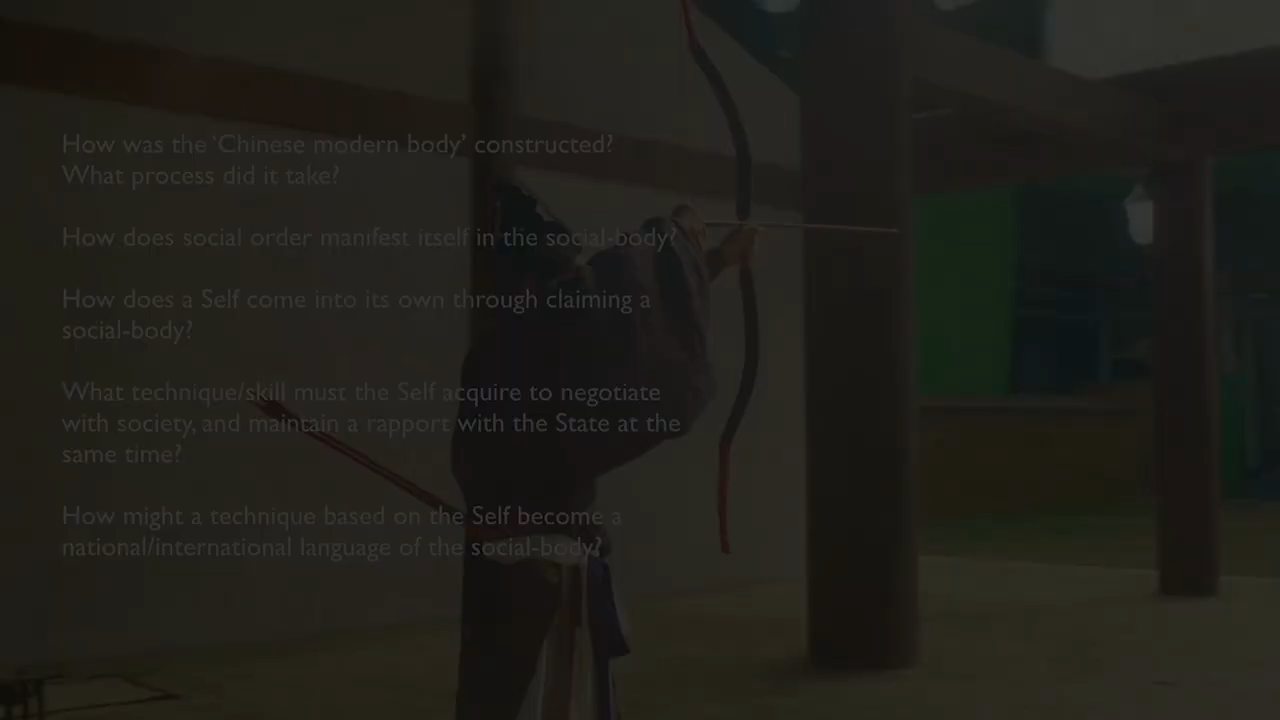 How was the ‘Chinese modern body’ constructed?
What process did it take?
How does social order manifest itself in the social-body?
How does a Self come into its own through claiming a
social-body?
What technique/skill must the Self acquire to negotiate
with society, and maintain a rapport with the State at the
same time?
How might a technique based on the Self become a
national/international language of the social-body?